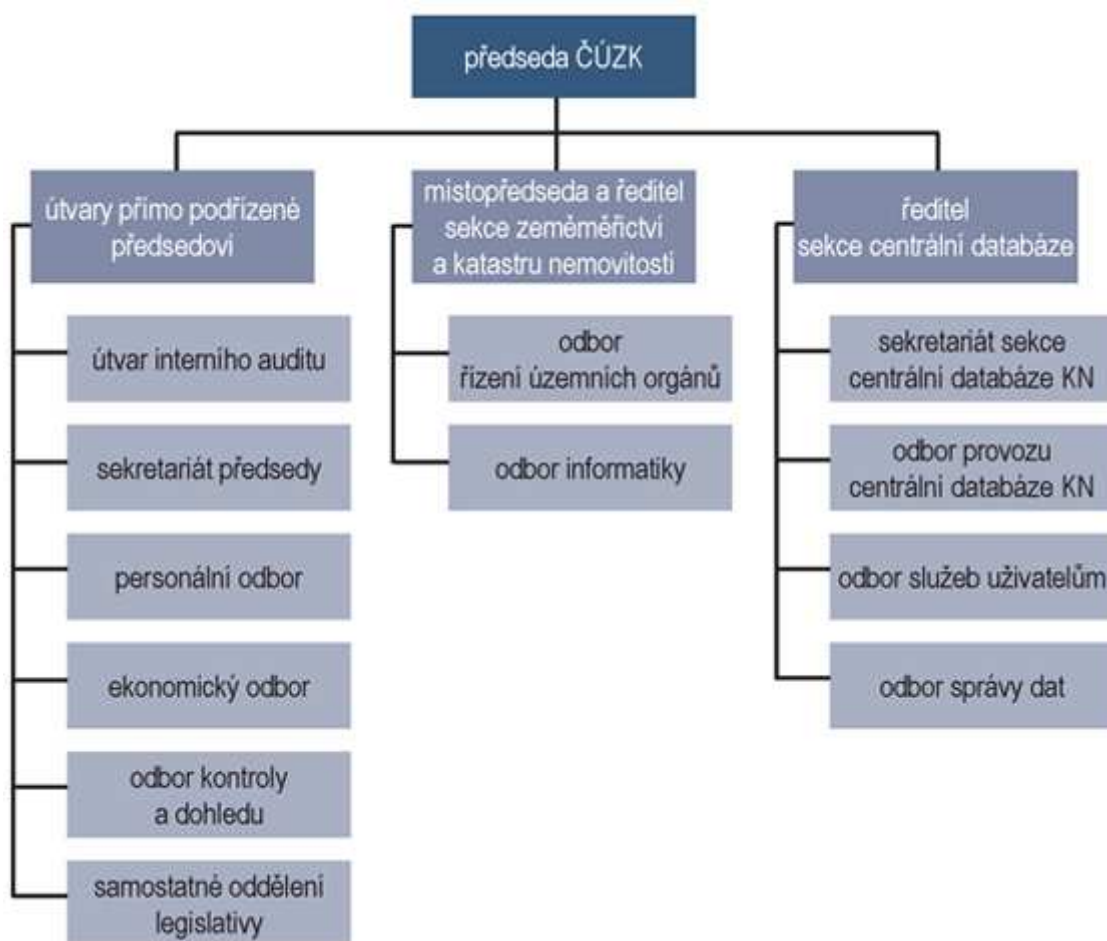 předseda ČÚZK
útvary přímo podřízené
předsedovi
útvar interního auditu
sekretariát předsedy
personální odbor
ekonomický odbor
odbor kontroly
a dohledu
samostatné oddělení
legislativy
místopředseda a ředitel
sekce zeměměřictví
a katastru nemovitostí
odbor
řízení územních orgánů
odbor informatiky
ředitel
sekce centrální databáze
sekretariát sekce
centrální databáze KN
odbor provozu
centrální databáze KN
odbor služeb uživatelům
odbor správy dat